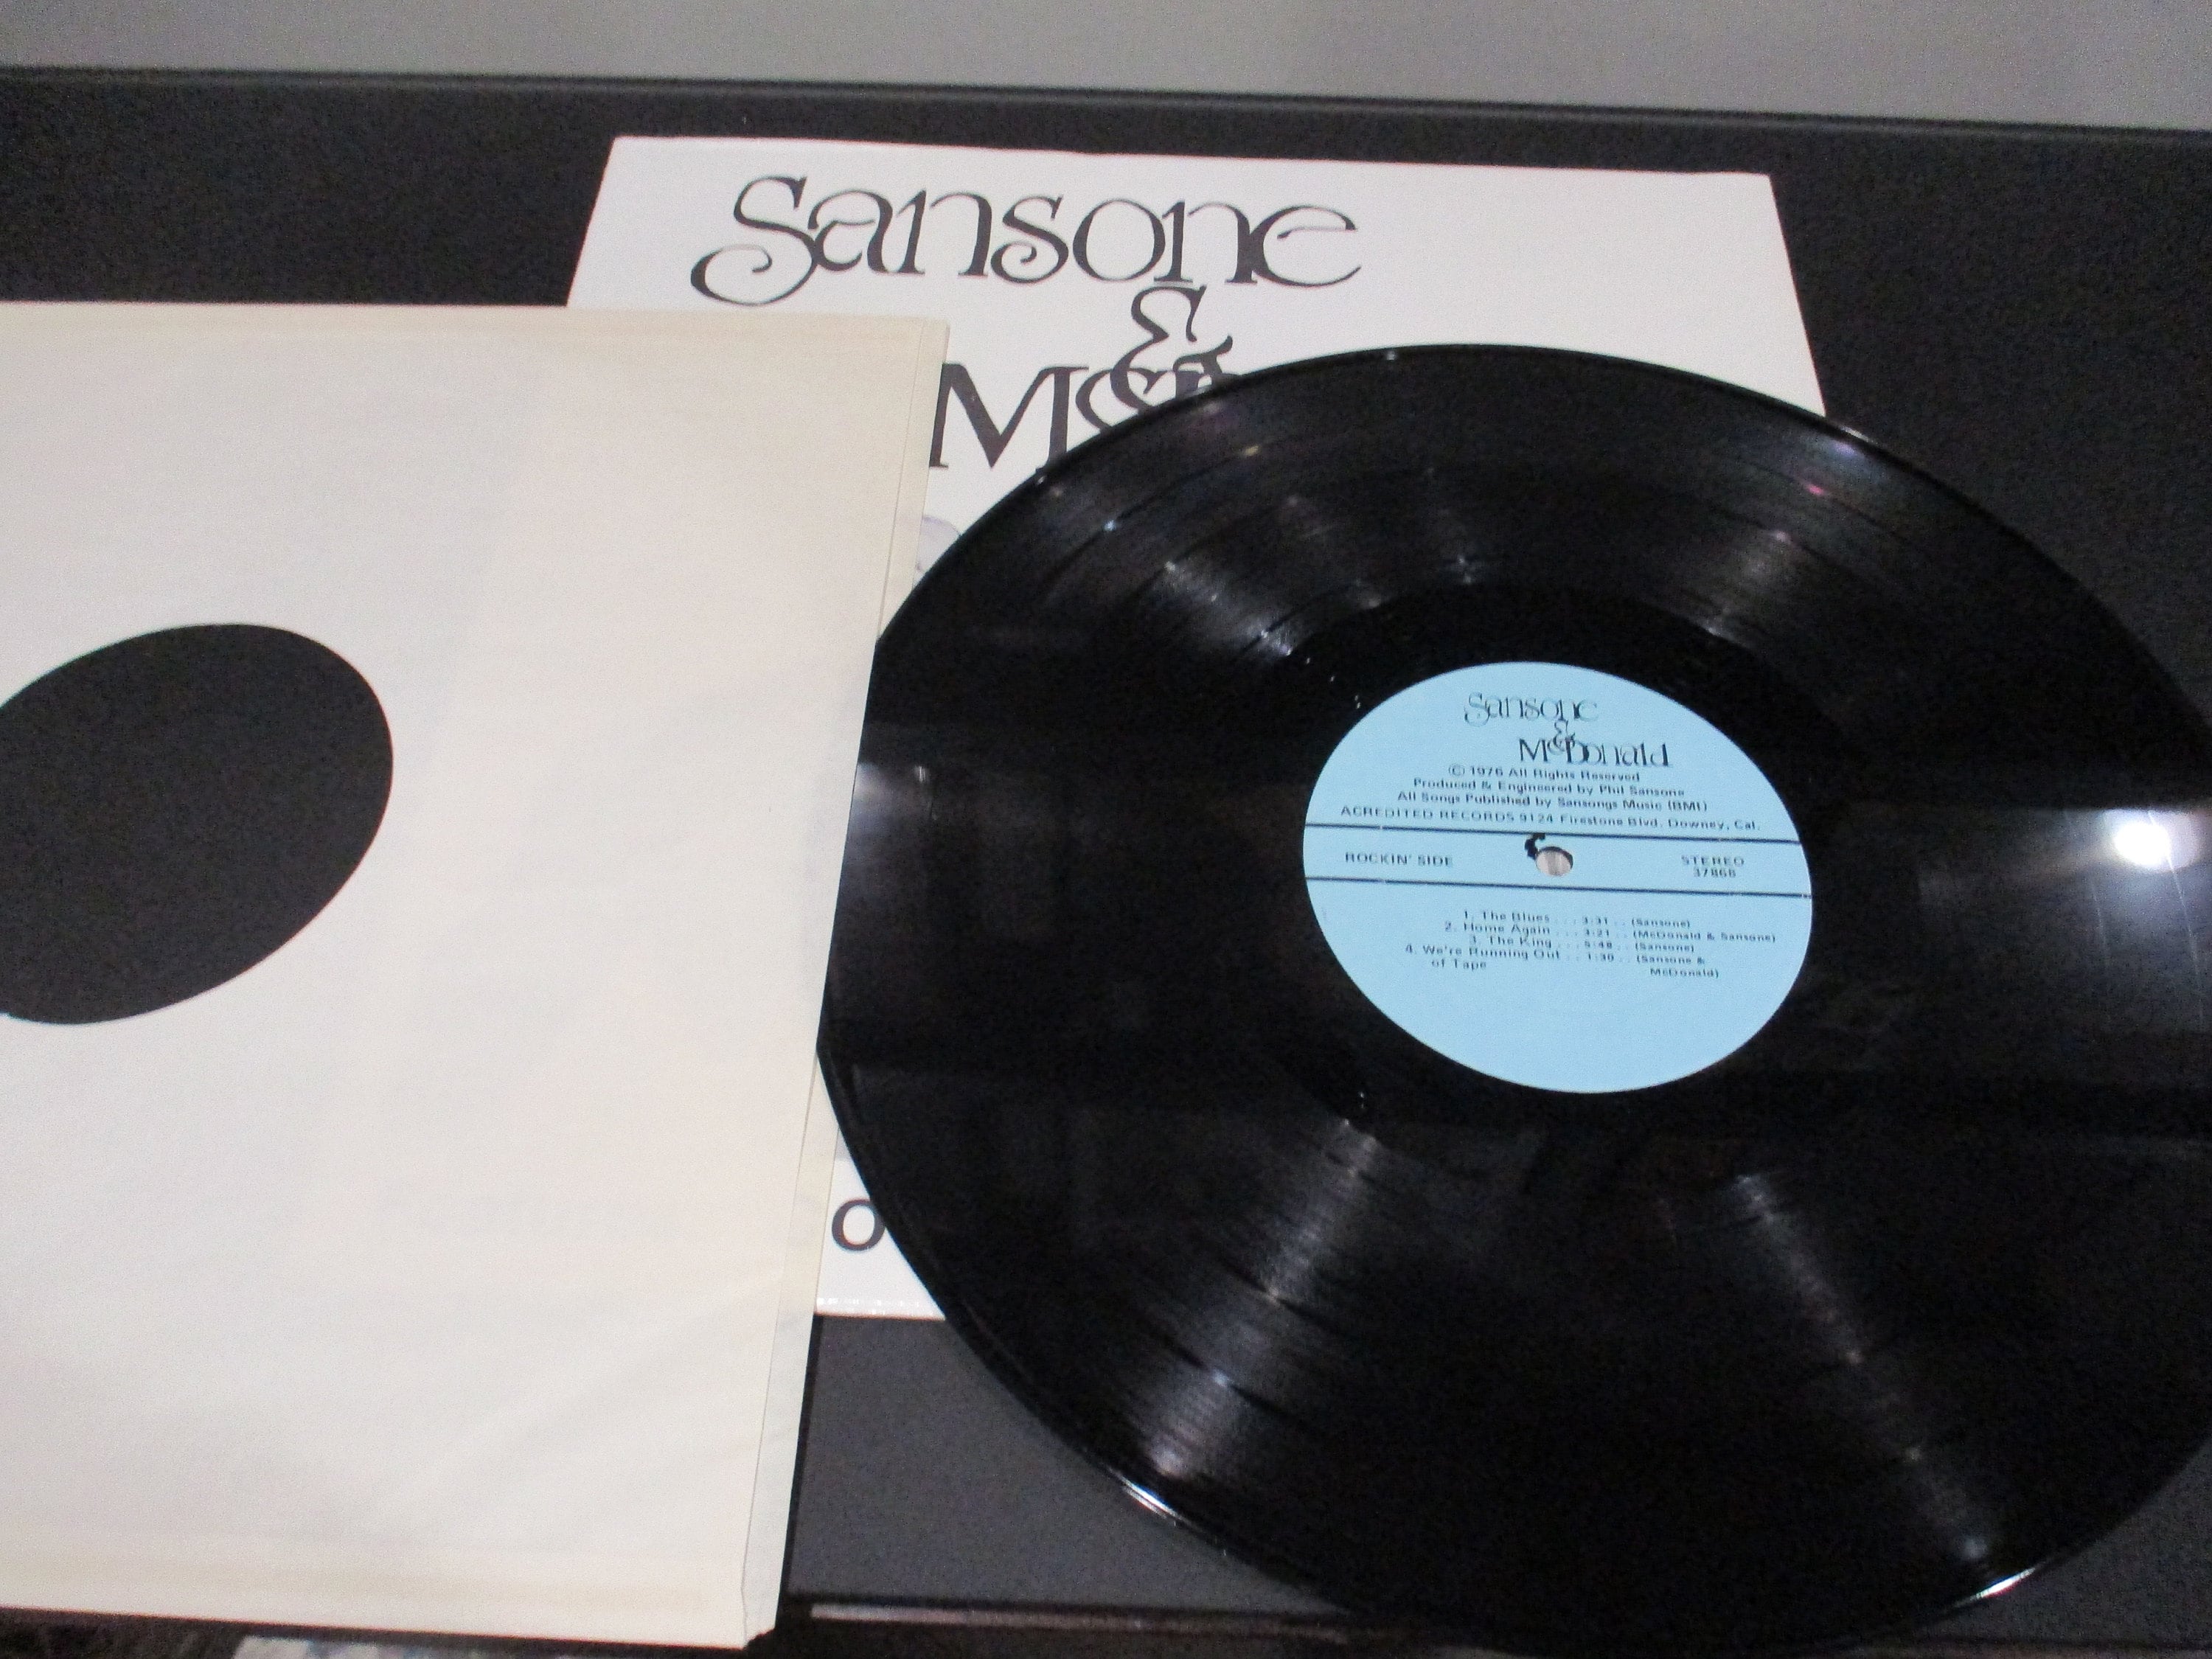 Sansone
&
Mc
O
Sansone
&
McDonald
© 1976 All Rights Reserved
Produced & Engineered by Phil Sansone
All Songs Published by Sansongs Music (BMI)
ACREDITED RECORDS 9124 Firestone Blvd. Downey, Cal.
ROCKIN' SIDE
STEREO
3786B
1. The Blues . . . 3:31 . . (Sansone)
2. Home Again . . . 3:21 . . (McDonald & Sansone)
3. The King . . . 5:48 . . (Sansone)
4. We're Running Out . . 1:30 . . (Sansone &
of Tape McDonald)